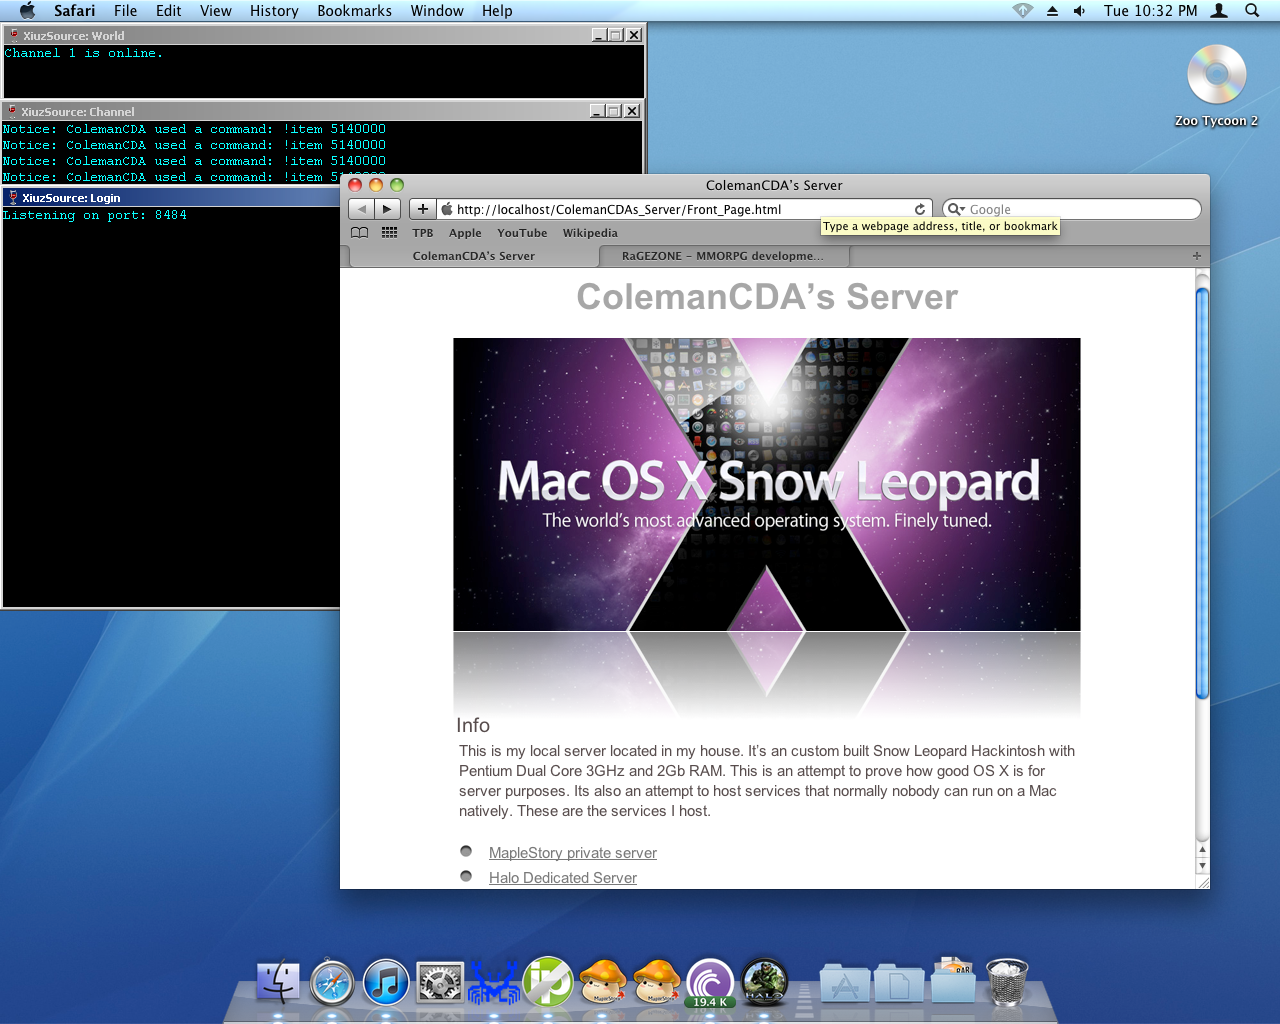 Safari File Edit View History Bookmarks Window Help Tue 10:32 PM
XiuzSource: World
Channel 1 is online.
Zoo Tycoon 2
XiuzSource: Channel
Notice: ColemanCDA used a command: !item 5140000
Notice: ColemanCDA used a command: !item 5140000
Notice: ColemanCDA used a command: !item 5140000
Notice: ColemanCDA used a command: !item 5140000
XiuzSource: Login
Listening on port: 8484
ColemanCDA's Server
http://localhost/ColemanCDAs_Server/Front_Page.html Google
Type a webpage address, title, or bookmark
TPB Apple YouTube Wikipedia
ColemanCDA's Server RaGEZONE – MMORPG developme...
ColemanCDA's Server
Mac OS X Snow Leopard
The world's most advanced operating system. Finely tuned.
Info
This is my local server located in my house. It's an custom built Snow Leopard Hackintosh with
Pentium Dual Core 3GHz and 2Gb RAM. This is an attempt to prove how good OS X is for
server purposes. Its also an attempt to host services that normally nobody can run on a Mac
natively. These are the services I host.
MapleStory private server
Halo Dedicated Server
ip
MapleStory
MapleStory
19.4 K
HALO
RAR